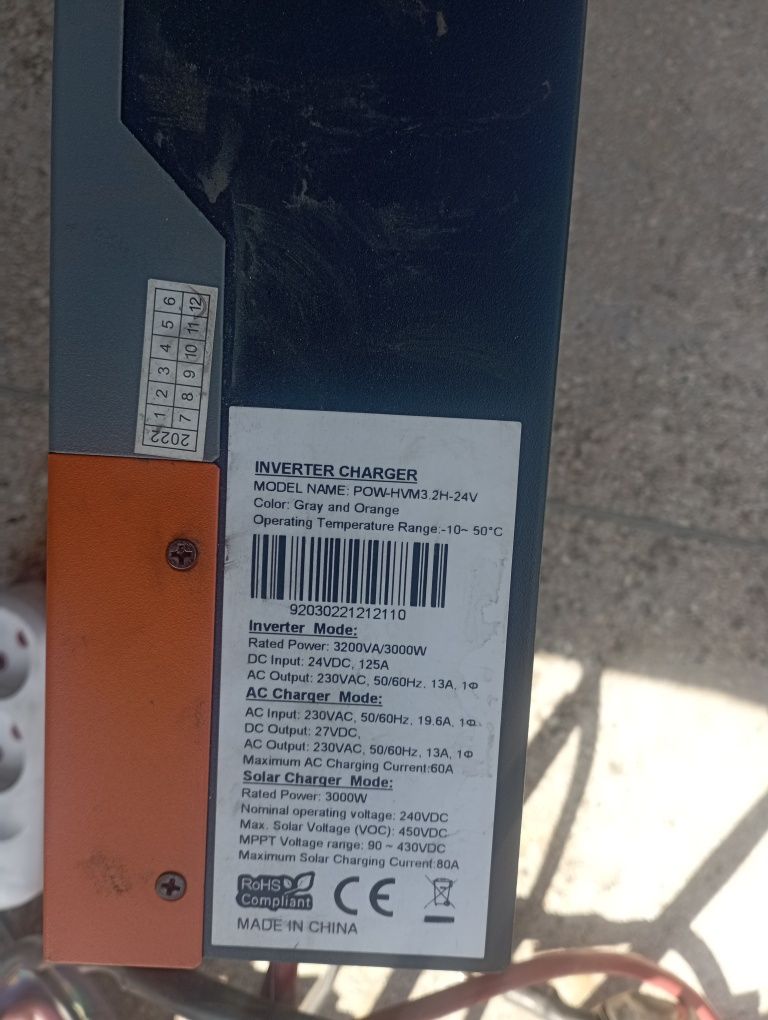 2022 1 2 3 4 5 6
7 8 9 10 11 12
INVERTER CHARGER
MODEL NAME: POW-HVM3.2H-24V
Color: Gray and Orange
Operating Temperature Range:-10~ 50°C
92030221212110
Inverter Mode:
Rated Power: 3200VA/3000W
DC Input: 24VDC, 125A
AC Output: 230VAC, 50/60Hz, 13A, 1Φ
AC Charger Mode:
AC Input: 230VAC, 50/60Hz, 19.6A, 1Φ
DC Output: 27VDC,
AC Output: 230VAC, 50/60Hz, 13A, 1Φ
Maximum AC Charging Current:60A
Solar Charger Mode:
Rated Power: 3000W
Nominal operating voltage: 240VDC
Max. Solar Voltage (VOC): 450VDC
MPPT Voltage range: 90 ~ 430VDC
Maximum Solar Charging Current:80A
RoHS
Compliant
CE
MADE IN CHINA